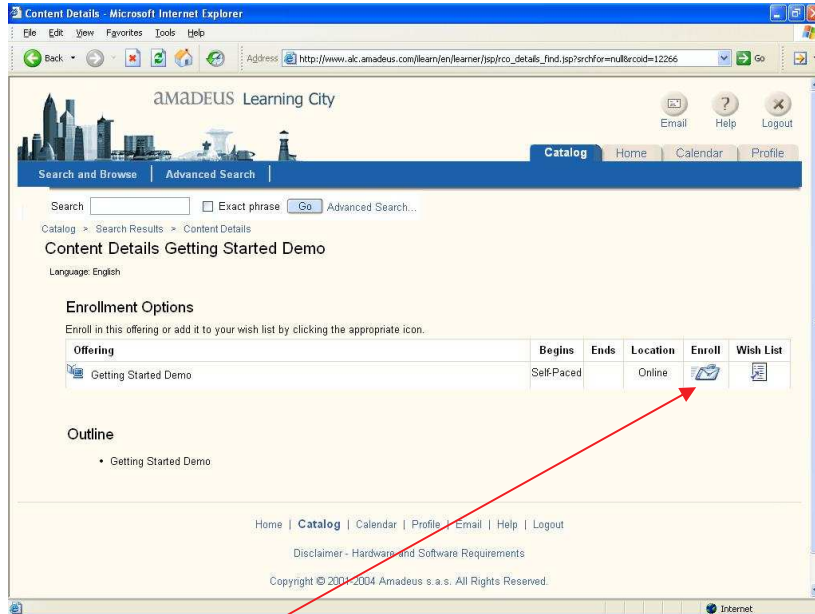 Content Details - Microsoft Internet Explorer
File Edit View Favorites Tools Help
Back Address http://www.alc.amadeus.com/ilearn/en/learner/jsp/rco_details_find.jsp?srchfor=null&rcoid=12266 Go
aMaDEUS Learning City
Email Help Logout
Catalog Home Calendar Profile
Search and Browse | Advanced Search |
Search Exact phrase Go Advanced Search...
Catalog > Search Results > Content Details
Content Details Getting Started Demo
Language: English
Enrollment Options
Enroll in this offering or add it to your wish list by clicking the appropriate icon.
Offering Begins Ends Location Enroll Wish List
Getting Started Demo Self-Paced Online
Outline
• Getting Started Demo
Home | Catalog | Calendar | Profile | Email | Help | Logout
Disclaimer - Hardware and Software Requirements
Copyright © 2001-2004 Amadeus s.a.s. All Rights Reserved.
Internet